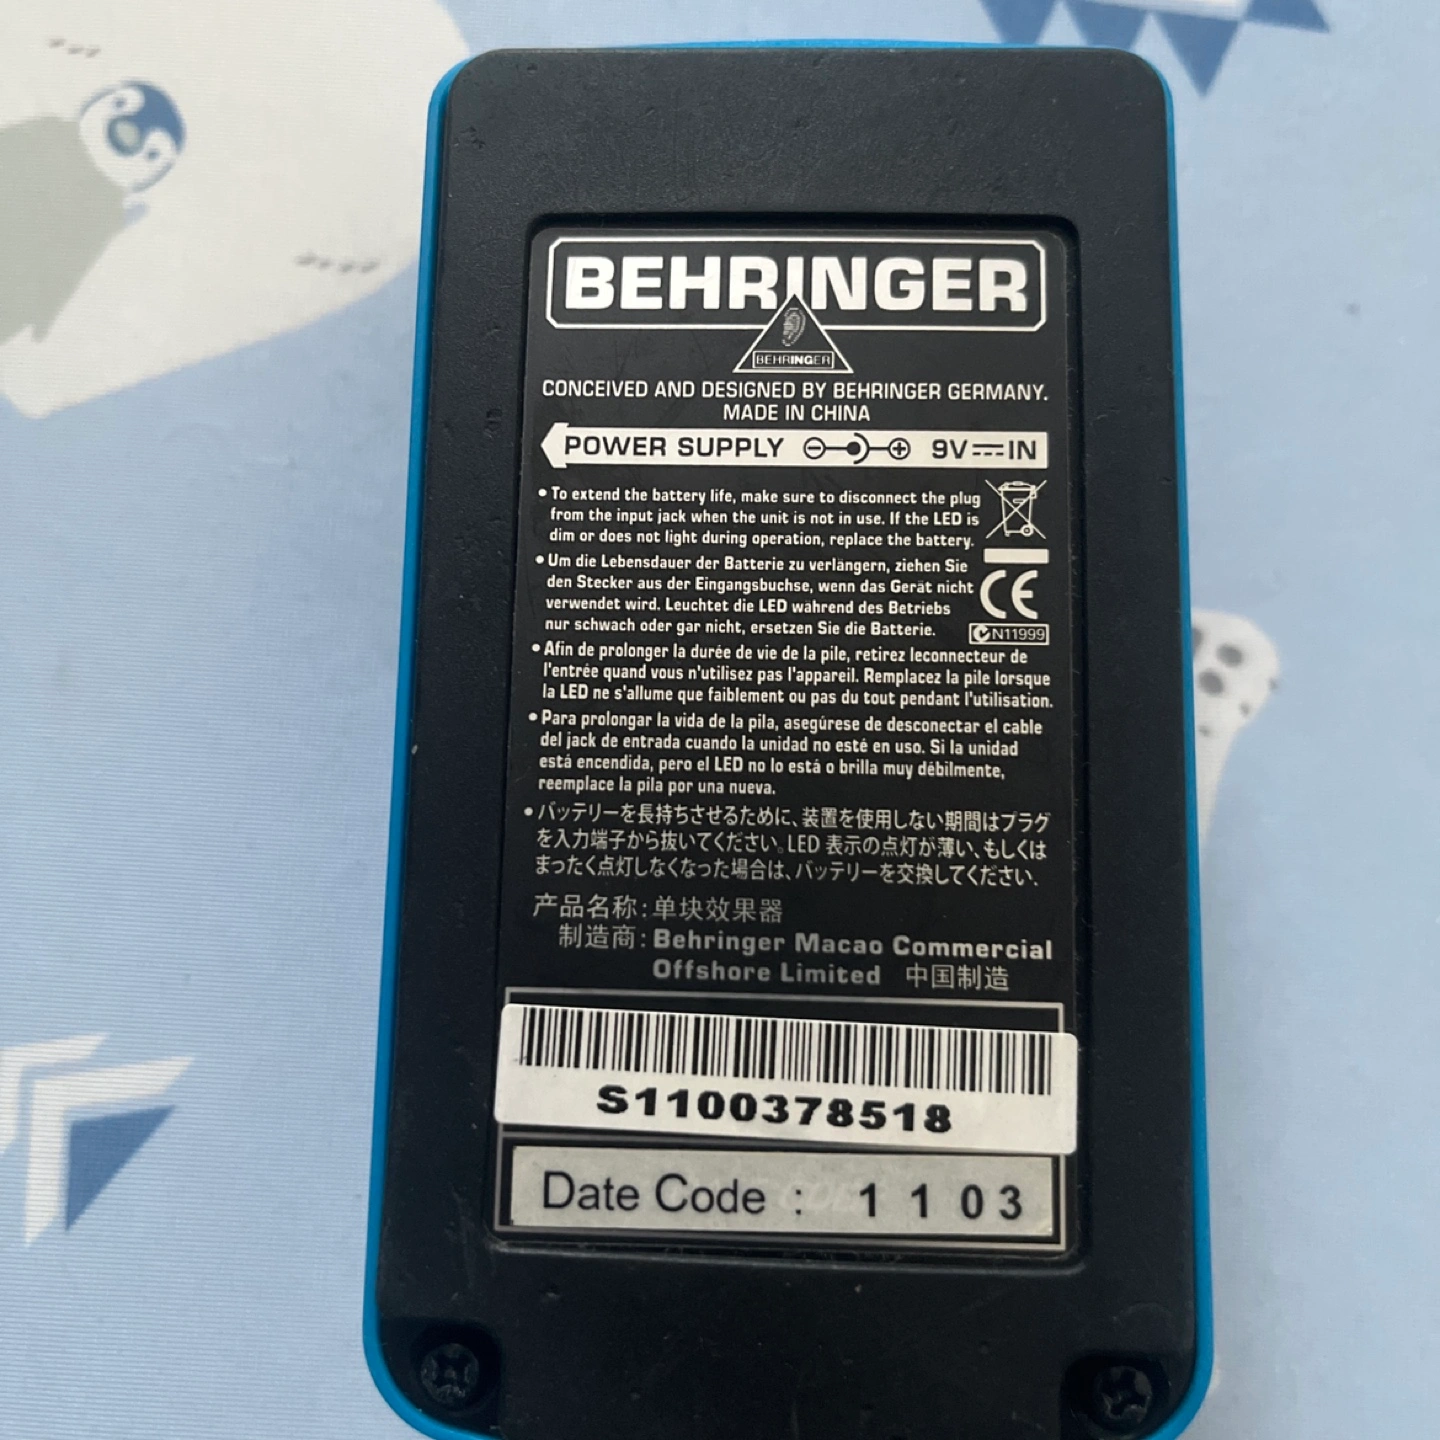 BEHRINGER
BEHRINGER
CONCEIVED AND DESIGNED BY BEHRINGER GERMANY.
MADE IN CHINA
POWER SUPPLY 9V IN
• To extend the battery life, make sure to disconnect the plug
from the input jack when the unit is not in use. If the LED is
dim or does not light during operation, replace the battery.
• Um die Lebensdauer der Batterie zu verlängern, ziehen Sie
den Stecker aus der Eingangsbuchse, wenn das Gerät nicht
verwendet wird. Leuchtet die LED während des Betriebs
nur schwach oder gar nicht, ersetzen Sie die Batterie.
CE
N11999
• Afin de prolonger la durée de vie de la pile, retirez leconnecteur de
l'entrée quand vous n'utilisez pas l'appareil. Remplacez la pile lorsque
la LED ne s'allume que faiblement ou pas du tout pendant l'utilisation.
• Para prolongar la vida de la pila, asegúrese de desconectar el cable
del jack de entrada cuando la unidad no esté en uso. Si la unidad
está encendida, pero el LED no lo está o brilla muy débilmente,
reemplace la pila por una nueva.
• バッテリーを長持ちさせるために、装置を使用しない期間はプラグ
を入力端子から抜いてください。LED 表示の点灯が薄い、もしくは
まったく点灯しなくなった場合は、バッテリーを交換してください.
产品名称:单块效果器
制造商:Behringer Macao Commercial
Offshore Limited 中国制造
S1100378518
Date Code : 1 1 0 3